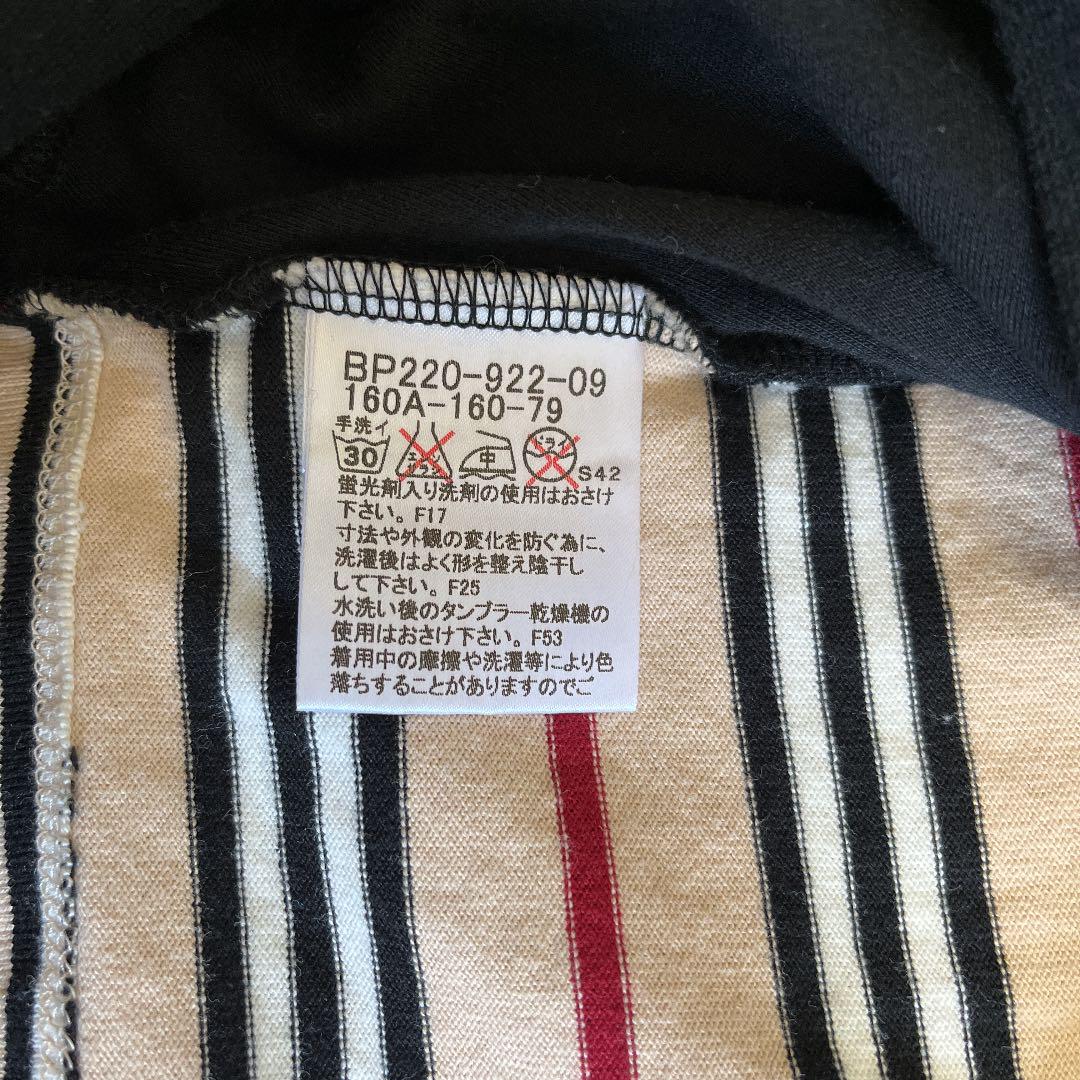 BP220-922-09
160A-160-79
手洗イ
30 エンソ 中 ドライ S42
蛍光剤入り洗剤の使用はおさけ
下さい。F17
寸法や外観の変化を防ぐ為に、
洗濯後はよく形を整え陰干し
して下さい。F25
水洗い後のタンブラー乾燥機の
使用はおさけ下さい。F53
着用中の摩擦や洗濯等により色
落ちすることがありますのでご